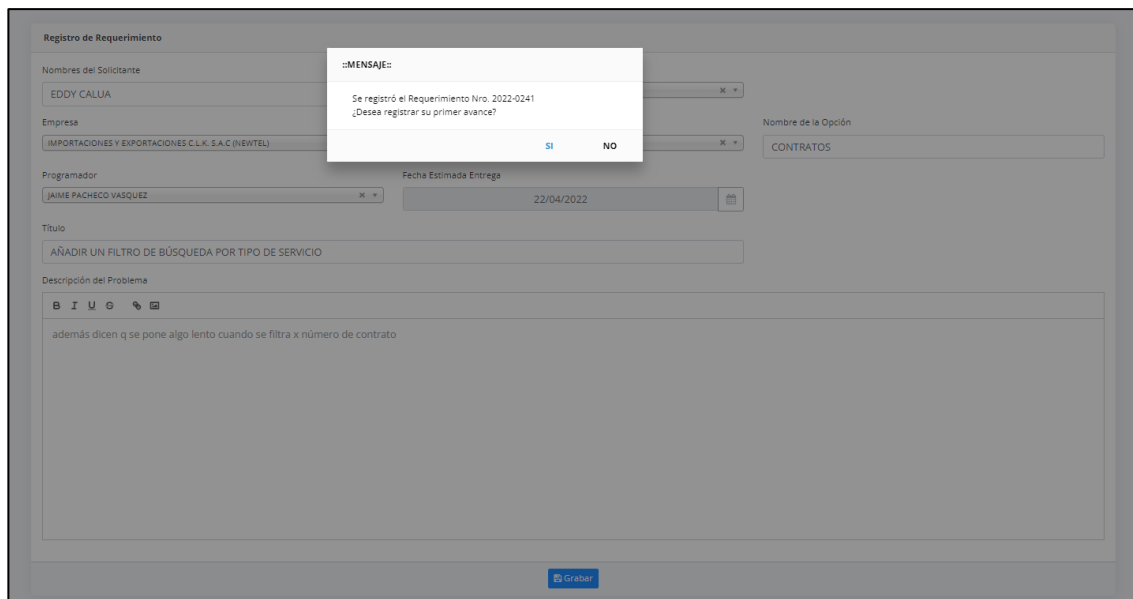 Registro de Requerimiento
Nombres del Solicitante
EDDY CALUA
::MENSAJE::
Se registró el Requerimiento Nro. 2022-0241
¿Desea registrar su primer avance?
SI NO
Empresa
IMPORTACIONES Y EXPORTACIONES C.L.K. S.A.C (NEWTEL)
Nombre de la Opción
CONTRATOS
Programador
JAIME PACHECO VASQUEZ
Fecha Estimada Entrega
22/04/2022
Título
AÑADIR UN FILTRO DE BÚSQUEDA POR TIPO DE SERVICIO
Descripción del Problema
B I U S
además dicen q se pone algo lento cuando se filtra x número de contrato
Grabar